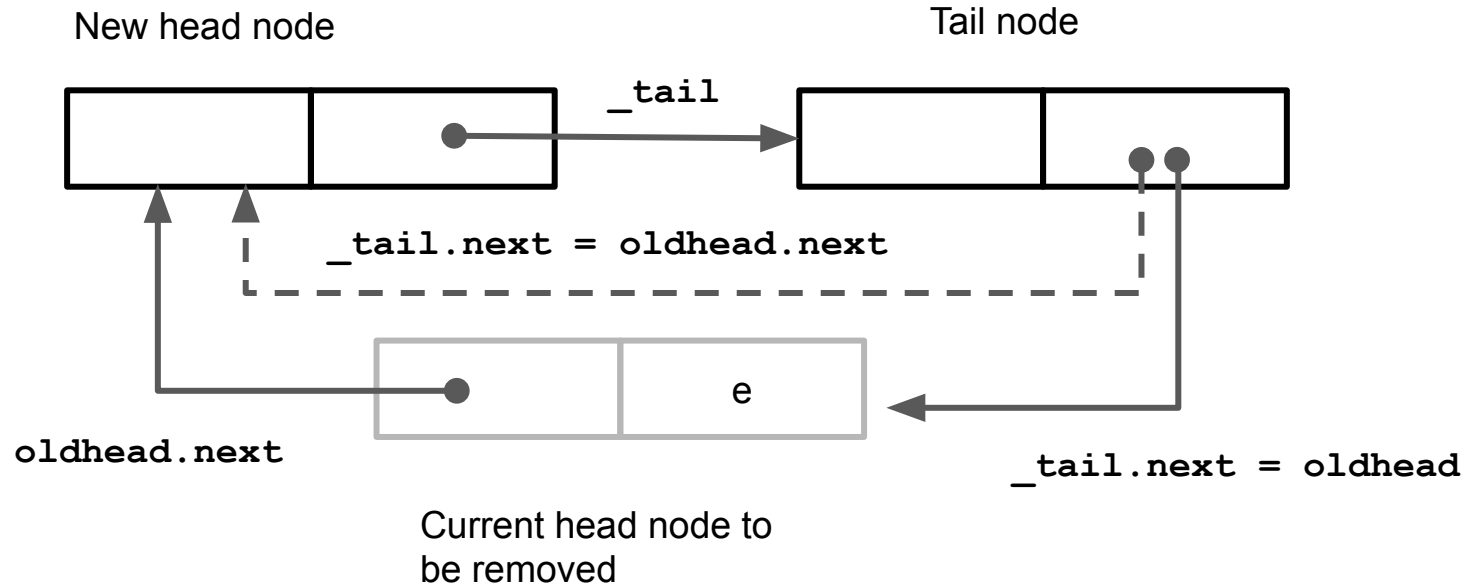 New head node
Tail node
_tail
_tail.next = oldhead.next
e
oldhead.next
_tail.next = oldhead
Current head node to
be removed